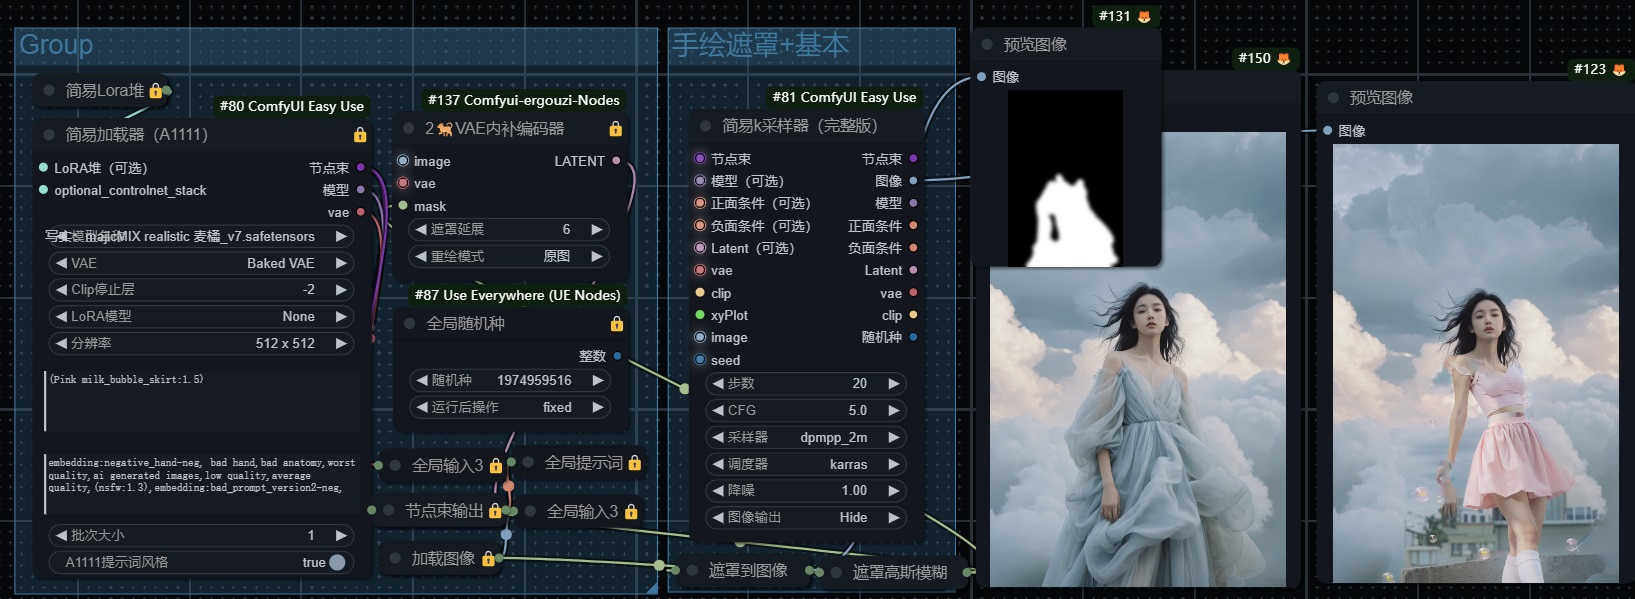 Group
简易Lora堆
#80 ComfyUI Easy Use
简易加载器（A1111）
LoRA堆（可选）
节点束
optional_controlnet_stack
模型
vae
majicMIX realistic 麦橘_v7.safetensors
VAE
Baked VAE
Clip停止层
-2
LoRA模型
None
分辨率
512 x 512
(Pink milk_bubble_skirt:1.5)
embedding:negative_hand-neg, bad hand,bad anatomy,worst
quality,ai generated images,low quality,average
quality,(nsfw:1.3),embedding:bad_prompt_version2-neg,
批次大小
1
A1111提示词风格
true
#137 Comfyui-ergouzi-Nodes
2🐕VAE内补编码器
image
LATENT
vae
mask
遮罩延展
6
重绘模式
原图
#87 Use Everywhere (UE Nodes)
全局随机种
整数
随机种
1974959516
运行后操作
fixed
全局输入3
全局提示词
节点束输出
全局输入3
加载图像
手绘遮罩+基本
#81 ComfyUI Easy Use
简易k采样器（完整版）
节点束
节点束
模型（可选）
图像
正面条件（可选）
模型
负面条件（可选）
正面条件
Latent（可选）
负面条件
vae
Latent
clip
vae
xyPlot
clip
image
随机种
seed
步数
20
CFG
5.0
采样器
dpmpp_2m
调度器
karras
降噪
1.00
图像输出
Hide
遮罩到图像
遮罩高斯模糊
#131 🦊
预览图像
图像
#150 🦊
#123 🦊
预览图像
图像